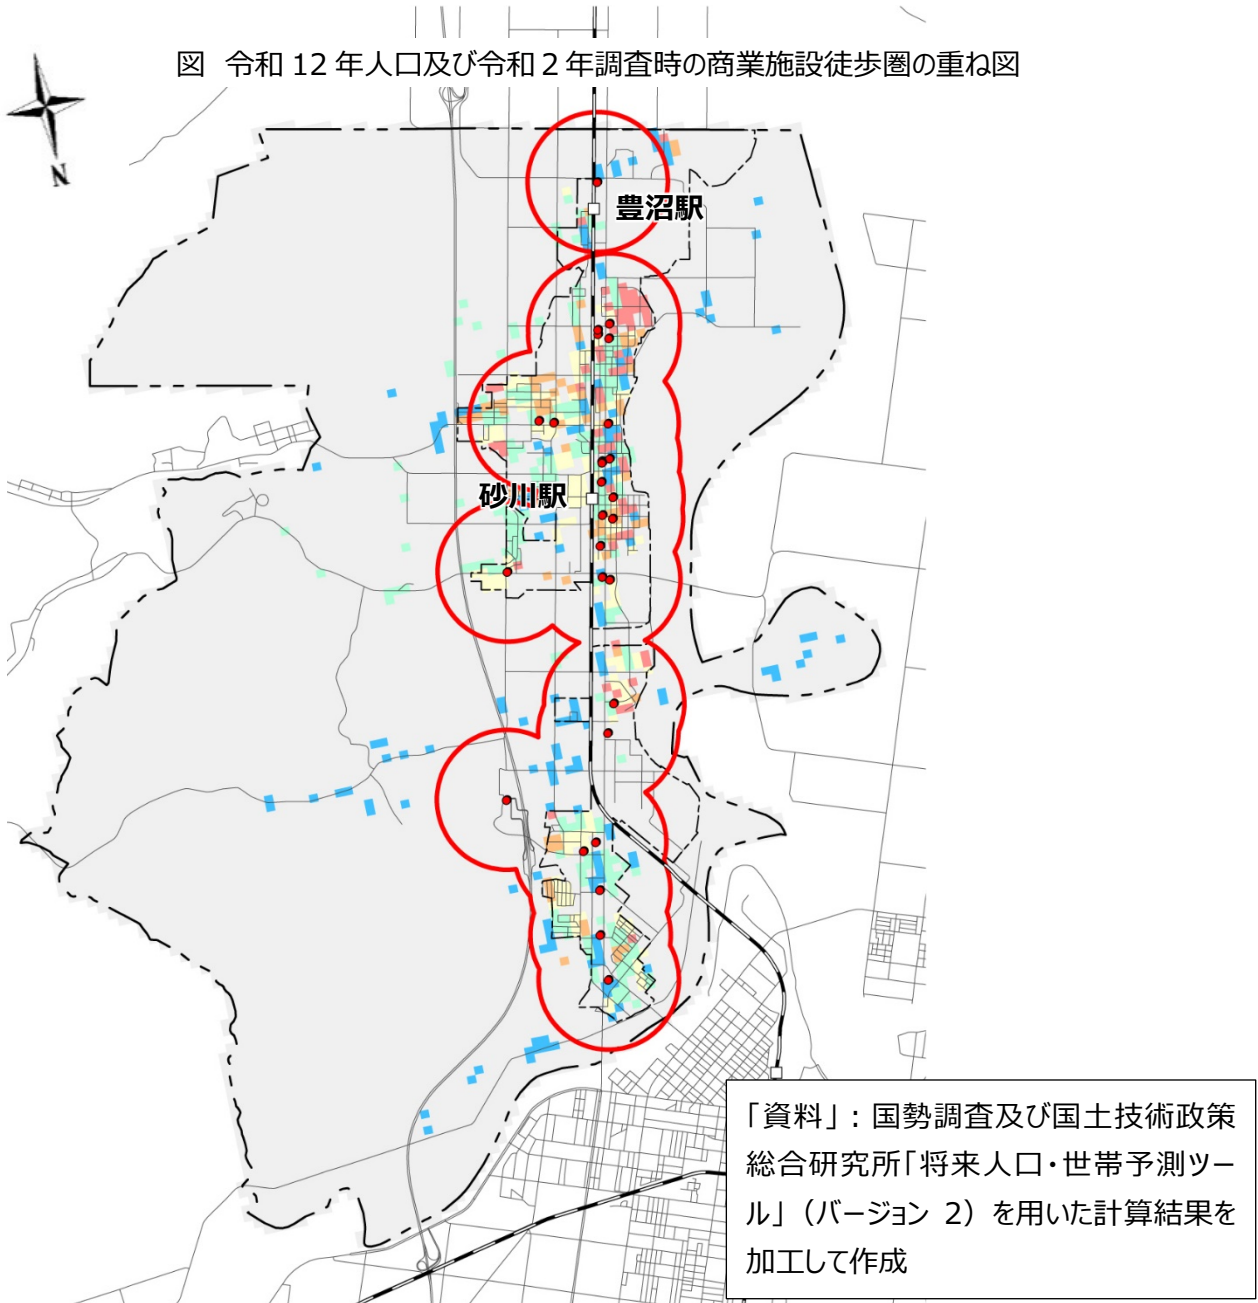 図 令和 12 年人口及び令和 2 年調査時の商業施設徒歩圏の重ね図
N
豊沼駅
砂川駅
「資料」：国勢調査及び国土技術政策
総合研究所「将来人口・世帯予測ツー
ル」（バージョン 2）を用いた計算結果を
加工して作成